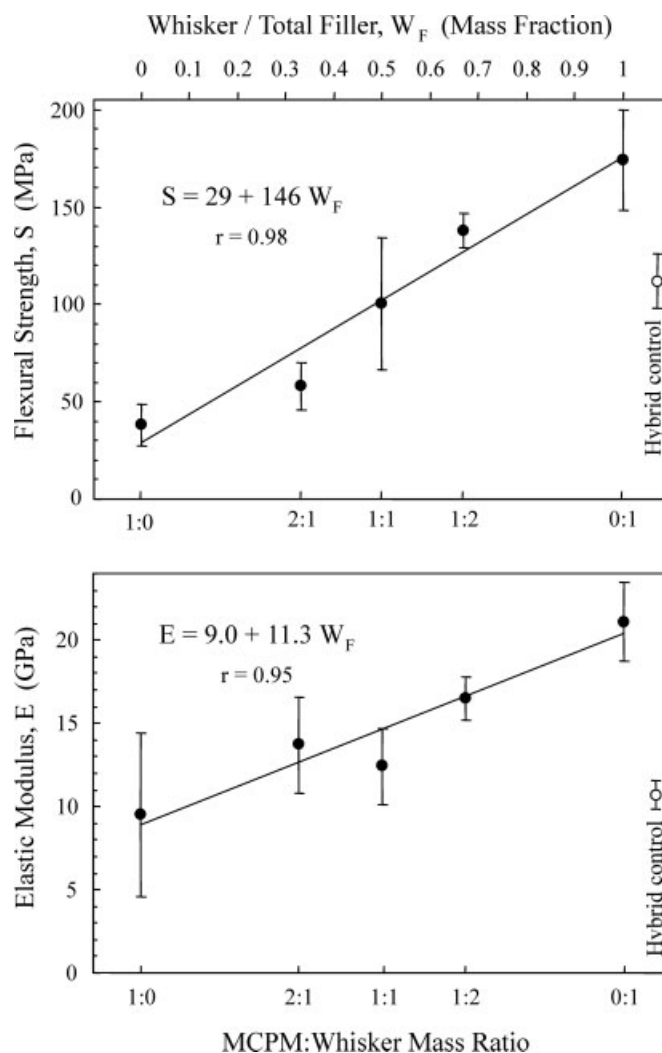 Whisker / Total Filler, W_F (Mass Fraction)
0 0.1 0.2 0.3 0.4 0.5 0.6 0.7 0.8 0.9 1
200
150
100
50
0
Flexural Strength, S (MPa)
S = 29 + 146 W_F
r = 0.98
Hybrid control
1:0 2:1 1:1 1:2 0:1
20
15
10
5
0
Elastic Modulus, E (GPa)
E = 9.0 + 11.3 W_F
r = 0.95
Hybrid control
1:0 2:1 1:1 1:2 0:1
MCPM:Whisker Mass Ratio